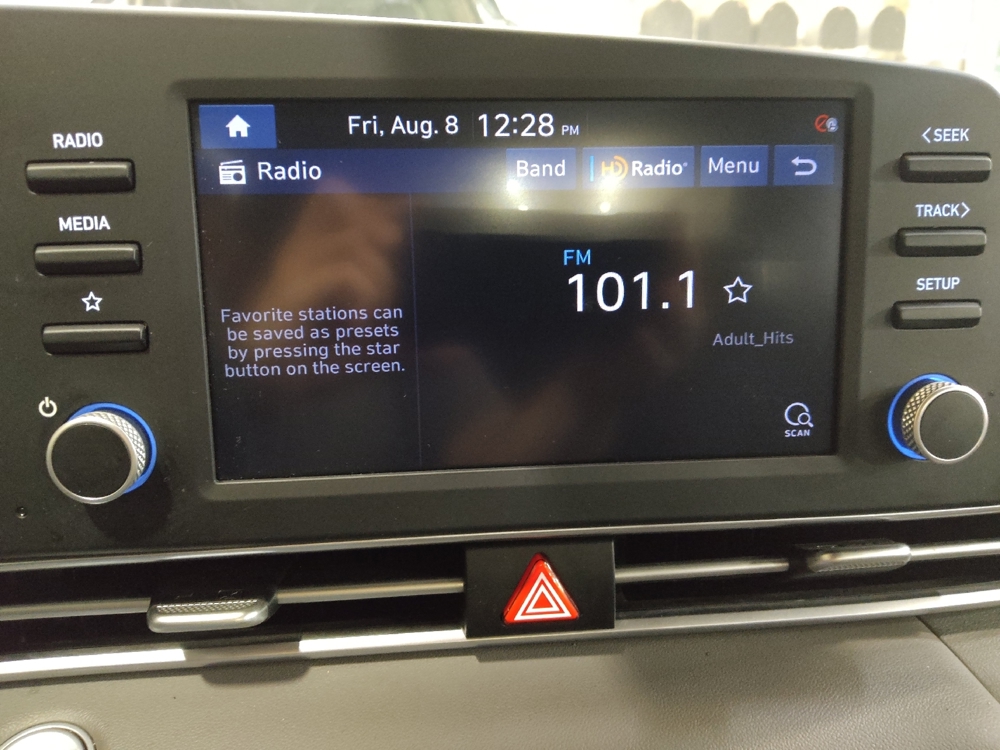 RADIO
MEDIA
Fri, Aug. 8 12:28 PM
Radio Band HD Radio® Menu
FM
101.1
Adult_Hits
Favorite stations can
be saved as presets
by pressing the star
button on the screen.
SCAN
<SEEK
TRACK>
SETUP